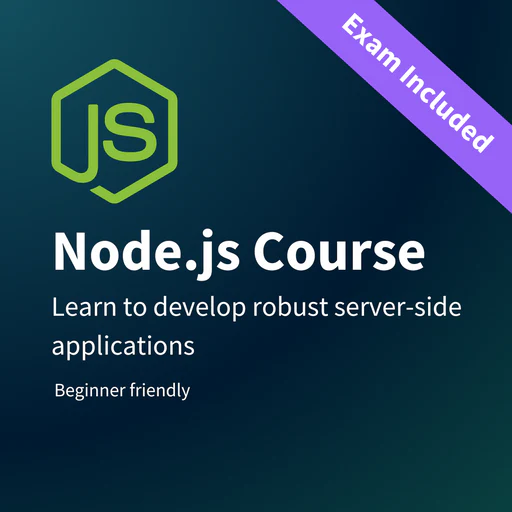 Exam Included
JS
Node.js Course
Learn to develop robust server-side
applications
Beginner friendly